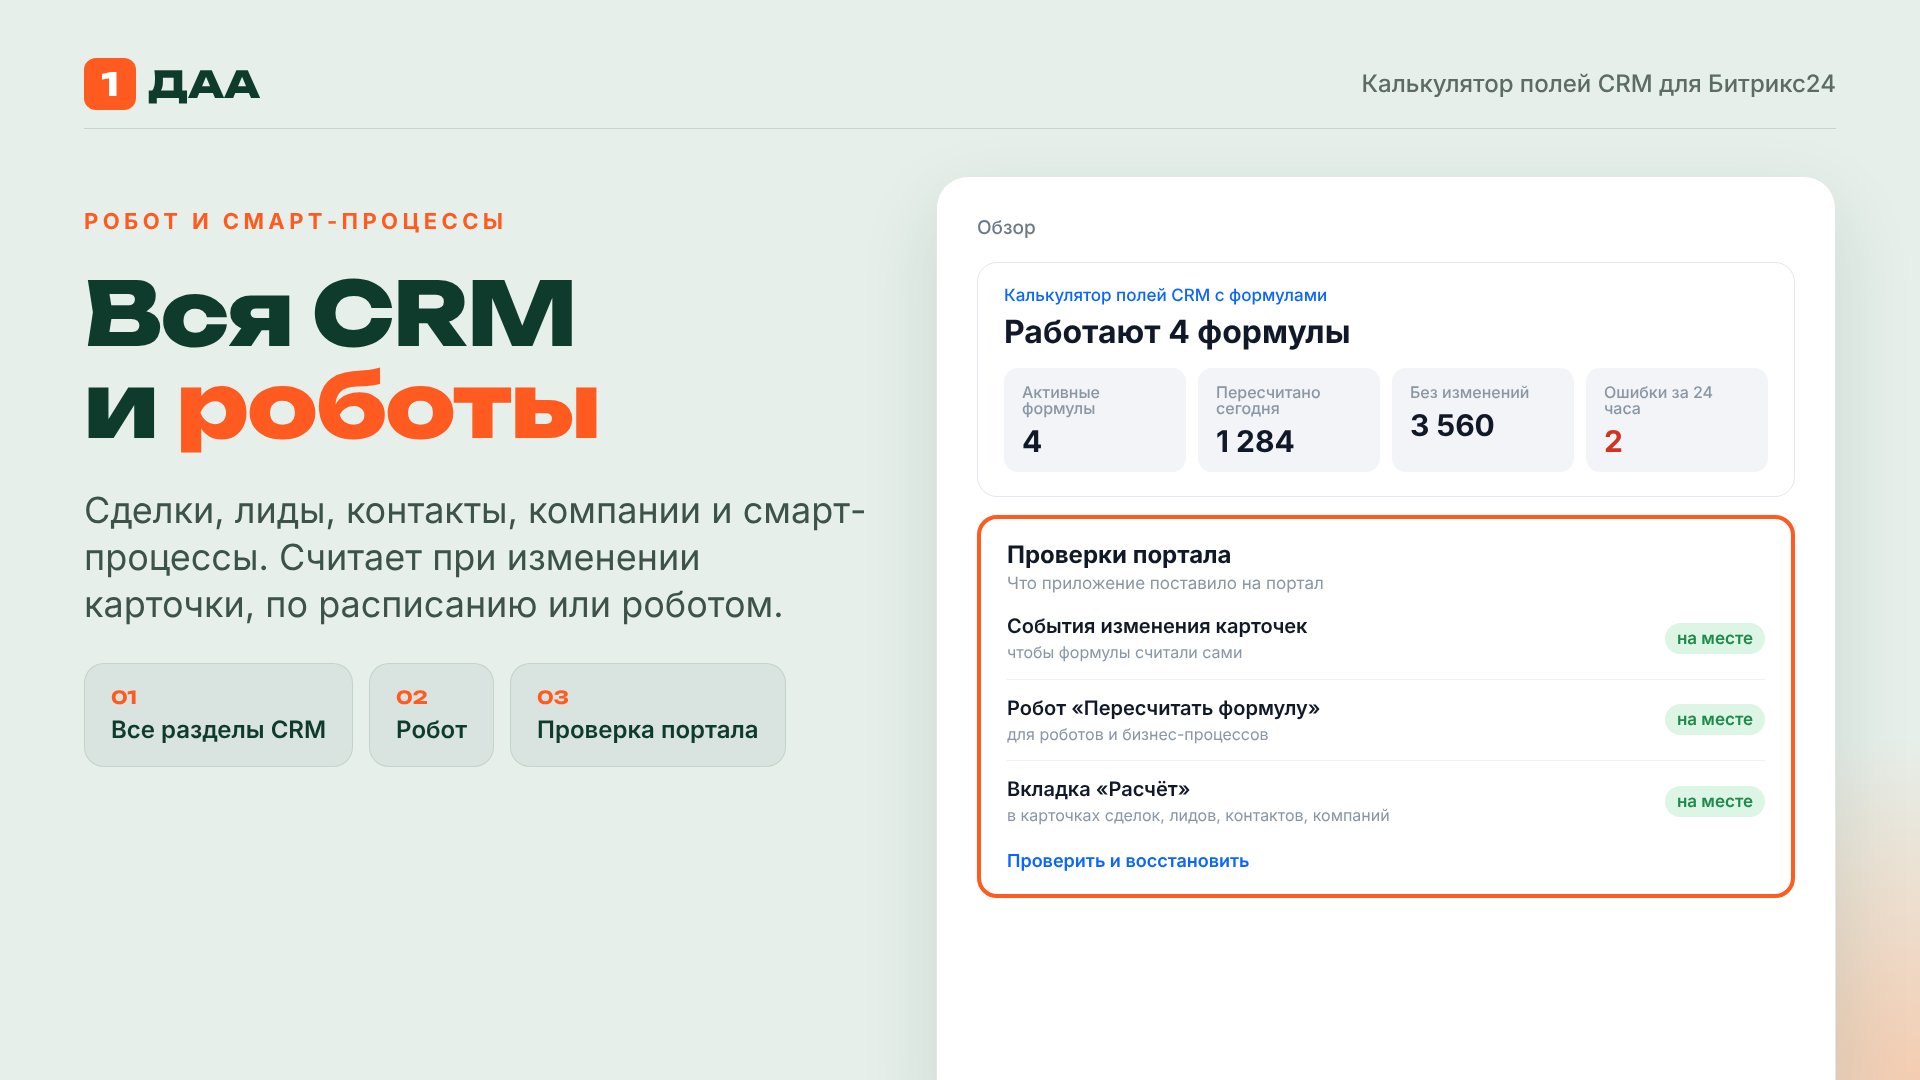 1 ДАА
Калькулятор полей CRM для Битрикс24
РОБОТ И СМАРТ-ПРОЦЕССЫ
Вся CRM
и роботы
Сделки, лиды, контакты, компании и смарт-
процессы. Считает при изменении
карточки, по расписанию или роботом.
01
Все разделы CRM
02
Робот
03
Проверка портала
Обзор
Калькулятор полей CRM с формулами
Работают 4 формулы
Активные
формулы
4
Пересчитано
сегодня
1 284
Без изменений
3 560
Ошибки за 24
часа
2
Проверки портала
Что приложение поставило на портал
События изменения карточек
чтобы формулы считали сами
на месте
Робот «Пересчитать формулу»
для роботов и бизнес-процессов
на месте
Вкладка «Расчёт»
в карточках сделок, лидов, контактов, компаний
на месте
Проверить и восстановить